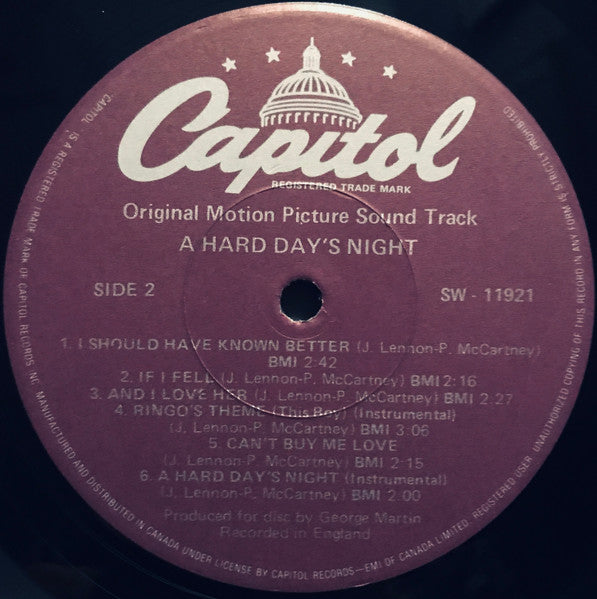 Capitol
REGISTERED TRADE MARK
Original Motion Picture Sound Track
A HARD DAY'S NIGHT
SIDE 2
SW - 11921
1. I SHOULD HAVE KNOWN BETTER (J. Lennon-P. McCartney)
BMI 2:42
2. IF I FELL (J. Lennon-P. McCartney) BMI 2:16
3. AND I LOVE HER (J. Lennon-P. McCartney) BMI 2:27
4. RINGO'S THEME (This Boy) (Instrumental)
(J. Lennon-P. McCartney) BMI 3:06
5. CAN'T BUY ME LOVE
(J. Lennon-P. McCartney) BMI 2:15
6. A HARD DAY'S NIGHT (Instrumental)
(J. Lennon-P. McCartney) BMI 2:00
Produced for disc by George Martin
Recorded in England
"CAPITOL" IS A REGISTERED TRADE MARK OF CAPITOL RECORDS INC. MANUFACTURED AND DISTRIBUTED IN CANADA UNDER LICENSE BY CAPITOL RECORDS—EMI OF CANADA LIMITED. REGISTERED USER. UNAUTHORIZED COPYING OF THIS RECORD IN ANY FORM IS STRICTLY PROHIBITED